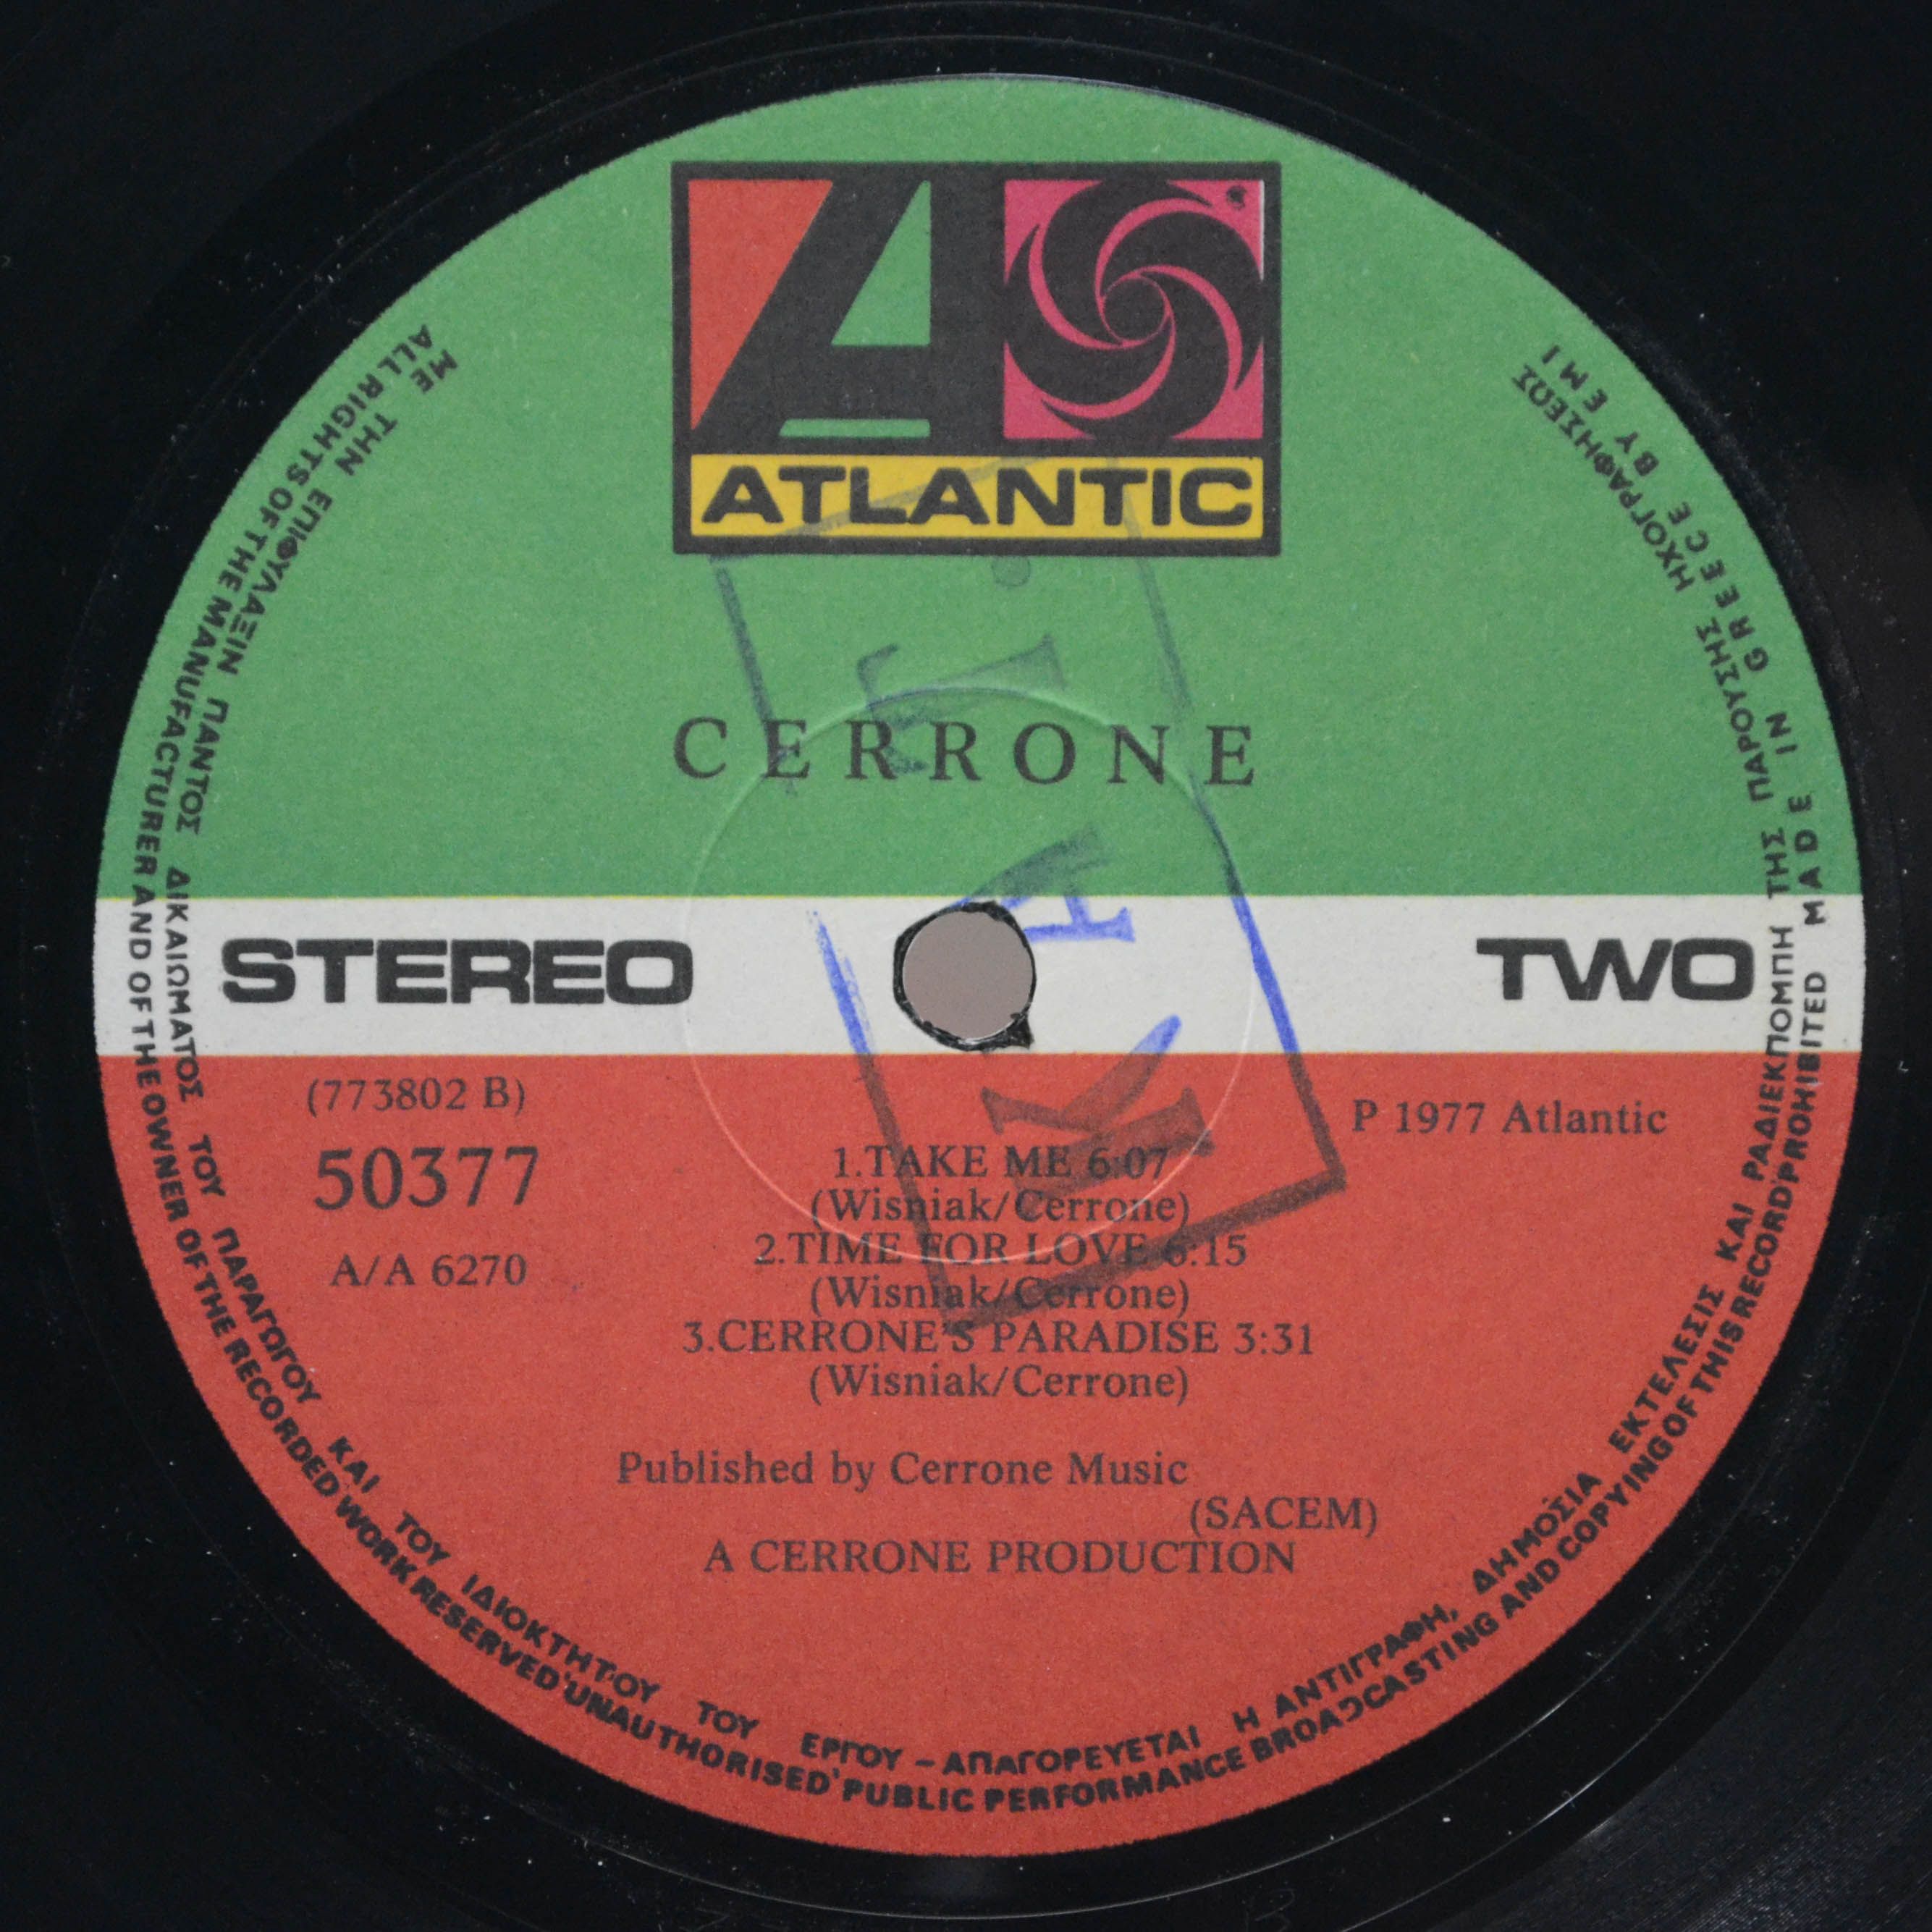 ATLANTIC
CERRONE
STEREO
TWO
(773802 B)
50377
A/A 6270
P 1977 Atlantic
1.TAKE ME 6:07
(Wisniak/Cerrone)
2.TIME FOR LOVE 6:15
(Wisniak/Cerrone)
3.CERRONE'S PARADISE 3:31
(Wisniak/Cerrone)
Published by Cerrone Music
(SACEM)
A CERRONE PRODUCTION
ΜΕ ΤΗΝ ΕΠΙΦΥΛΑΞΙΝ ΠΑΝΤΟΣ ΔΙΚΑΙΩΜΑΤΟΣ ΤΟΥ ΠΑΡΑΓΩΓΟΥ ΚΑΙ ΤΟΥ ΙΔΙΟΚΤΗΤΟΥ ΤΟΥ ΕΡΓΟΥ – ΑΠΑΓΟΡΕΥΕΤΑΙ Η ΑΝΤΙΓΡΑΦΗ, ΔΗΜΟΣΙΑ ΕΚΤΕΛΕΣΙΣ ΚΑΙ ΡΑΔΙΕΚΠΟΜΠΗ ΤΗΣ ΠΑΡΟΥΣΗΣ ΗΧΟΓΡΑΦΗΣΕΩΣ
ALL RIGHTS OF THE MANUFACTURER AND OF THE OWNER OF THE RECORDED WORK RESERVED UNAUTHORISED PUBLIC PERFORMANCE BROADCASTING AND COPYING OF THIS RECORD PROHIBITED MADE IN GREECE BY EMI